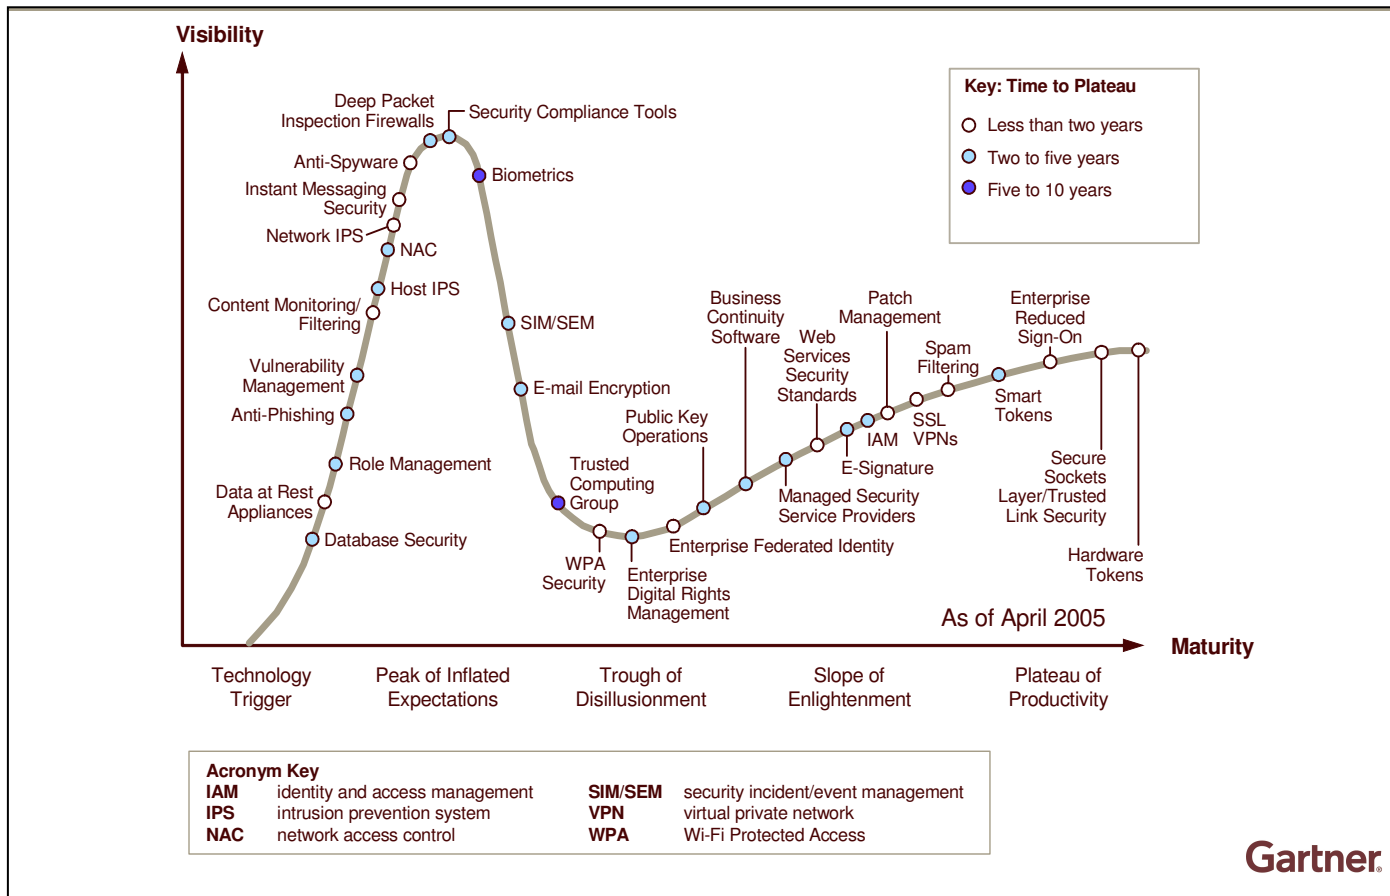 Visibility
Key: Time to Plateau
Less than two years
Two to five years
Five to 10 years
Deep Packet
Inspection Firewalls
Security Compliance Tools
Anti-Spyware
Biometrics
Instant Messaging
Security
Network IPS
NAC
Host IPS
Content Monitoring/
Filtering
SIM/SEM
Vulnerability
Management
E-mail Encryption
Anti-Phishing
Role Management
Data at Rest
Appliances
Database Security
Trusted
Computing
Group
WPA
Security
Enterprise
Digital Rights
Management
Enterprise Federated Identity
Public Key
Operations
Business
Continuity
Software
Managed Security
Service Providers
Web
Services
Security
Standards
E-Signature
IAM
Patch
Management
SSL
VPNs
Spam
Filtering
Smart
Tokens
Enterprise
Reduced
Sign-On
Secure
Sockets
Layer/Trusted
Link Security
Hardware
Tokens
As of April 2005
Maturity
Technology
Trigger
Peak of Inflated
Expectations
Trough of
Disillusionment
Slope of
Enlightenment
Plateau of
Productivity
Acronym Key
IAM identity and access management
IPS intrusion prevention system
NAC network access control
SIM/SEM security incident/event management
VPN virtual private network
WPA Wi-Fi Protected Access
Gartner